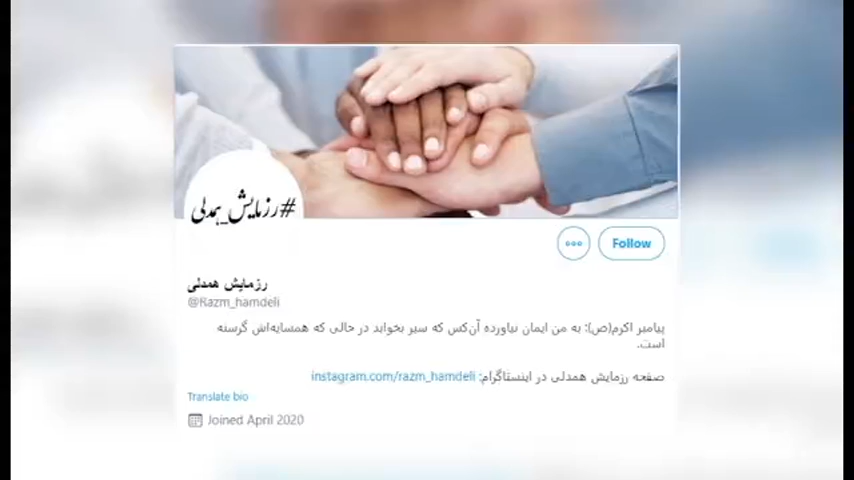 #رزمایش_همدلی
Follow
رزمایش همدلی
@Razm_hamdeli
پیامبر اکرم(ص): به من ایمان نیاورده آن‌کس که سیر بخوابد در حالی که همسایه‌اش گرسنه
است.
صفحه رزمایش همدلی در اینستاگرام: instagram.com/razm_hamdeli
Translate bio
Joined April 2020